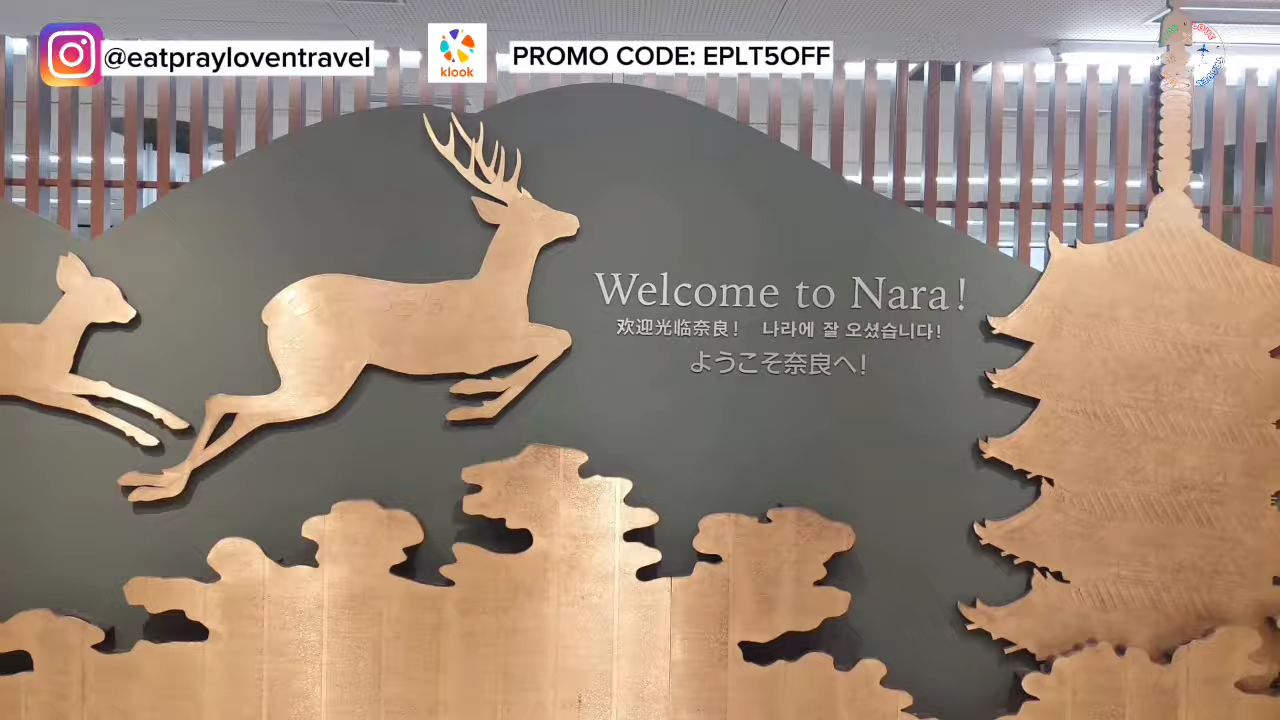 @eatprayloventravel
klook
PROMO CODE: EPLT5OFF
Welcome to Nara!
欢迎光临奈良! 나라에 잘 오셨습니다!
ようこそ奈良へ!